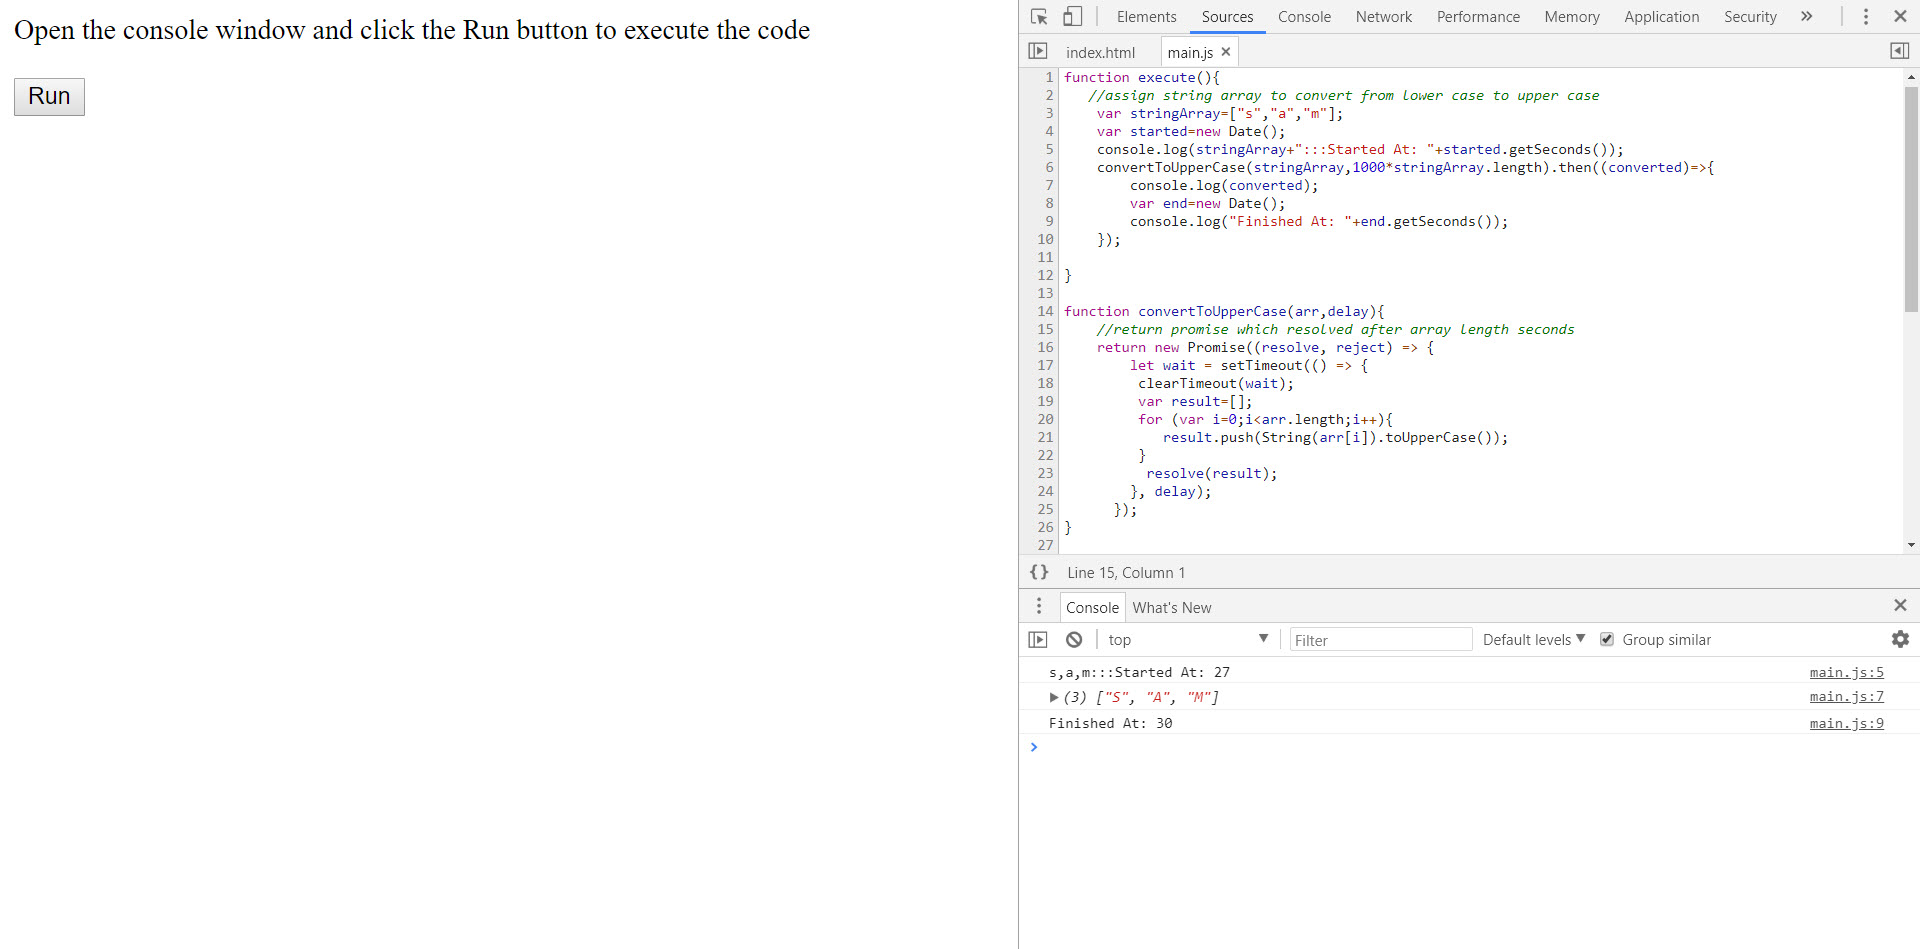 Open the console window and click the Run button to execute the code
Run
Elements Sources Console Network Performance Memory Application Security »
index.html main.js ×
1 function execute(){
2 //assign string array to convert from lower case to upper case
3 var stringArray=["s","a","m"];
4 var started=new Date();
5 console.log(stringArray+":::Started At: "+started.getSeconds());
6 convertToUpperCase(stringArray,1000*stringArray.length).then((converted)=>{
7 console.log(converted);
8 var end=new Date();
9 console.log("Finished At: "+end.getSeconds());
10 });
11
12 }
13
14 function convertToUpperCase(arr,delay){
15 //return promise which resolved after array length seconds
16 return new Promise((resolve, reject) => {
17 let wait = setTimeout(() => {
18 clearTimeout(wait);
19 var result=[];
20 for (var i=0;i<arr.length;i++){
21 result.push(String(arr[i]).toUpperCase());
22 }
23 resolve(result);
24 }, delay);
25 });
26 }
27
{} Line 15, Column 1
Console What's New
top Filter Default levels Group similar
s,a,m:::Started At: 27 main.js:5
(3) ["S", "A", "M"] main.js:7
Finished At: 30 main.js:9